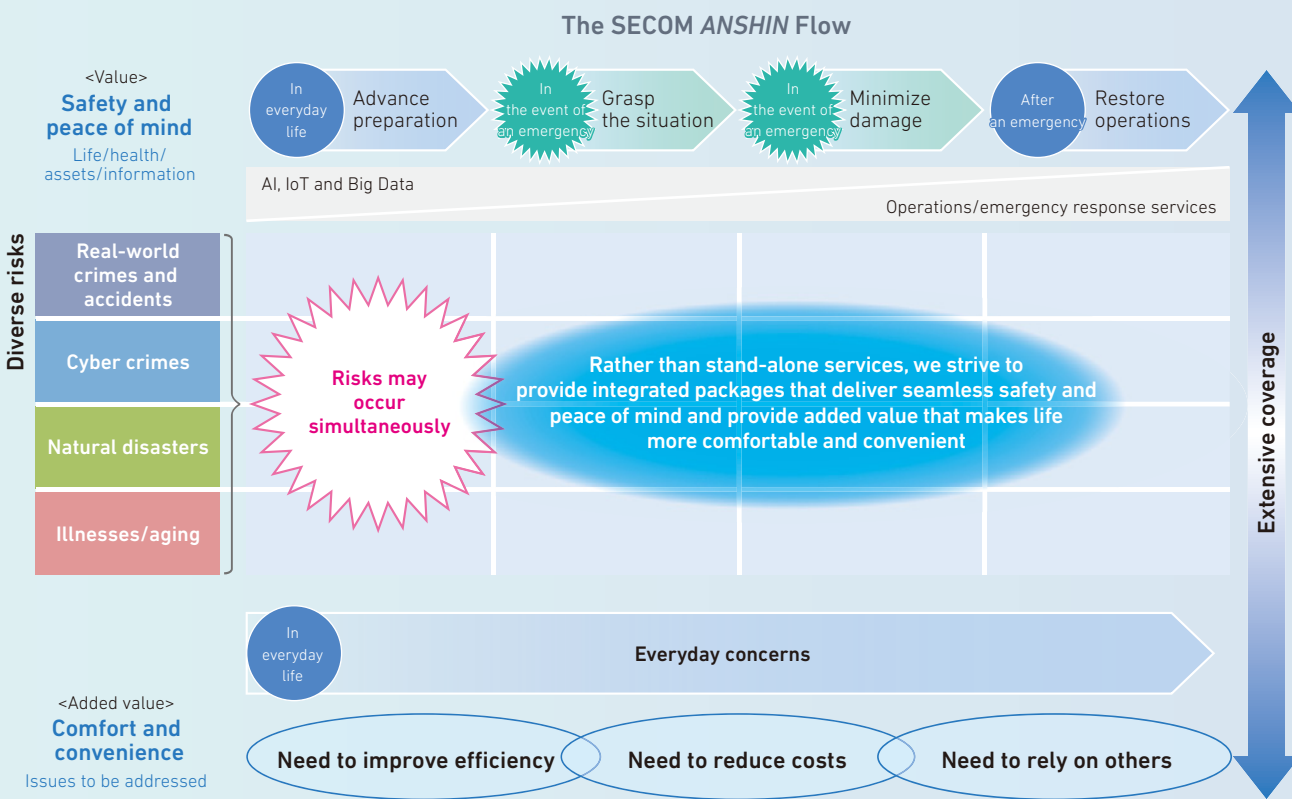 The SECOM ANSHIN Flow
<Value>
Safety and
peace of mind
Life/health/
assets/information
In
everyday
life
Advance
preparation
In
the event of
an emergency
Grasp
the situation
In
the event of
an emergency
Minimize
damage
After
an emergency
Restore
operations
AI, IoT and Big Data
Operations/emergency response services
Diverse risks
Real-world
crimes and
accidents
Cyber crimes
Natural disasters
Illnesses/aging
Risks may
occur
simultaneously
Rather than stand-alone services, we strive to
provide integrated packages that deliver seamless safety and
peace of mind and provide added value that makes life
more comfortable and convenient
Extensive coverage
In
everyday
life
Everyday concerns
<Added value>
Comfort and
convenience
Issues to be addressed
Need to improve efficiency
Need to reduce costs
Need to rely on others